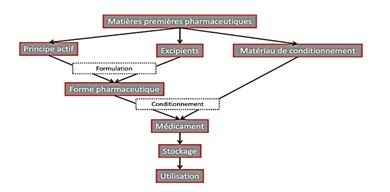 Matières premières pharmaceutiques
Principe actif
Excipients
Matériau de conditionnement
Formulation
Forme pharmaceutique
Conditionnement
Médicament
Stockage
Utilisation